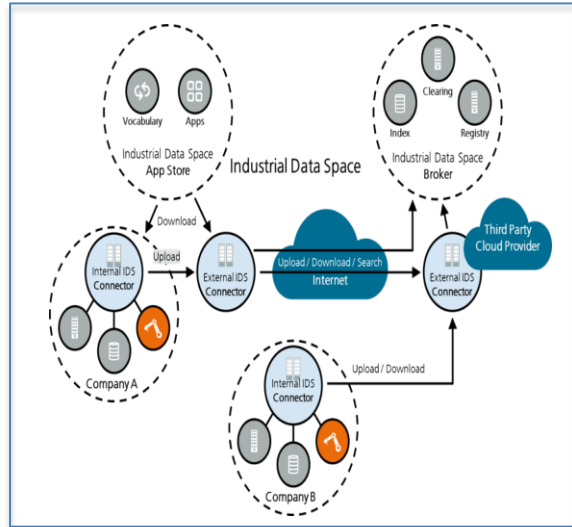 Clearing
Vocabulary
Apps
Index
Registry
Industrial Data Space
App Store
Industrial Data Space
Industrial Data Space
Broker
Download
Third Party
Cloud Provider
Internal IDS
Connector
Upload
External IDS
Connector
Upload / Download / Search
Internet
External IDS
Connector
Company A
Internal IDS
Connector
Upload / Download
Company B